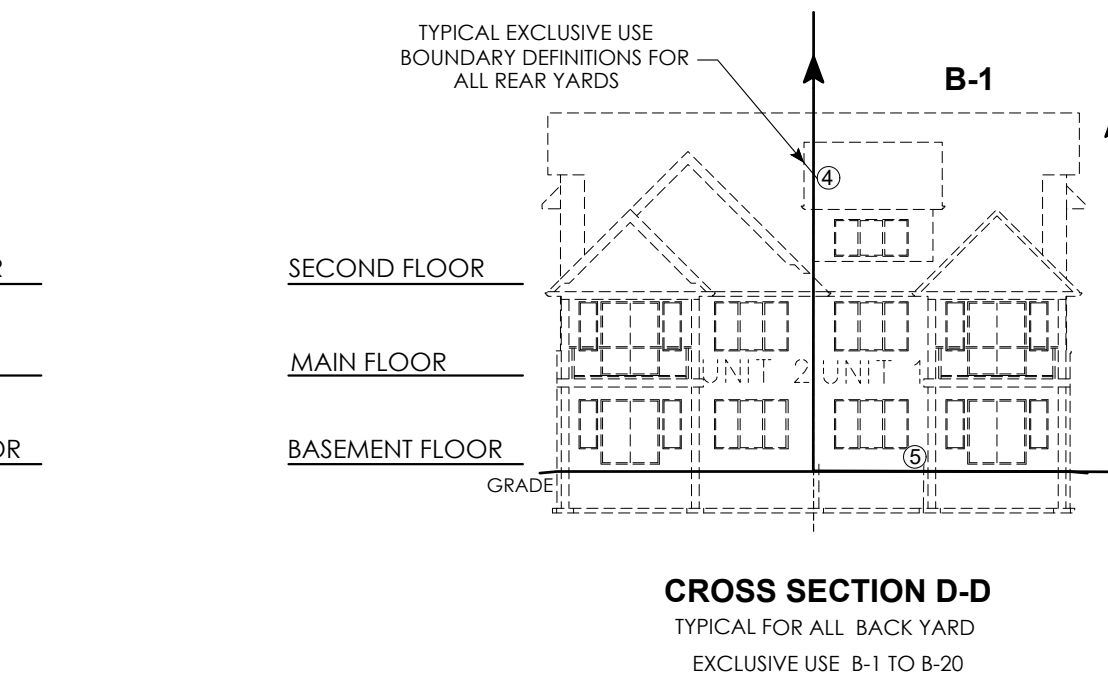 TYPICAL EXCLUSIVE USE
BOUNDARY DEFINITIONS FOR
ALL REAR YARDS
B-1
4
R
SECOND FLOOR
MAIN FLOOR
UNIT 2 UNIT 1
OR
BASEMENT FLOOR
5
GRADE
CROSS SECTION D-D
TYPICAL FOR ALL BACK YARD
EXCLUSIVE USE B-1 TO B-20